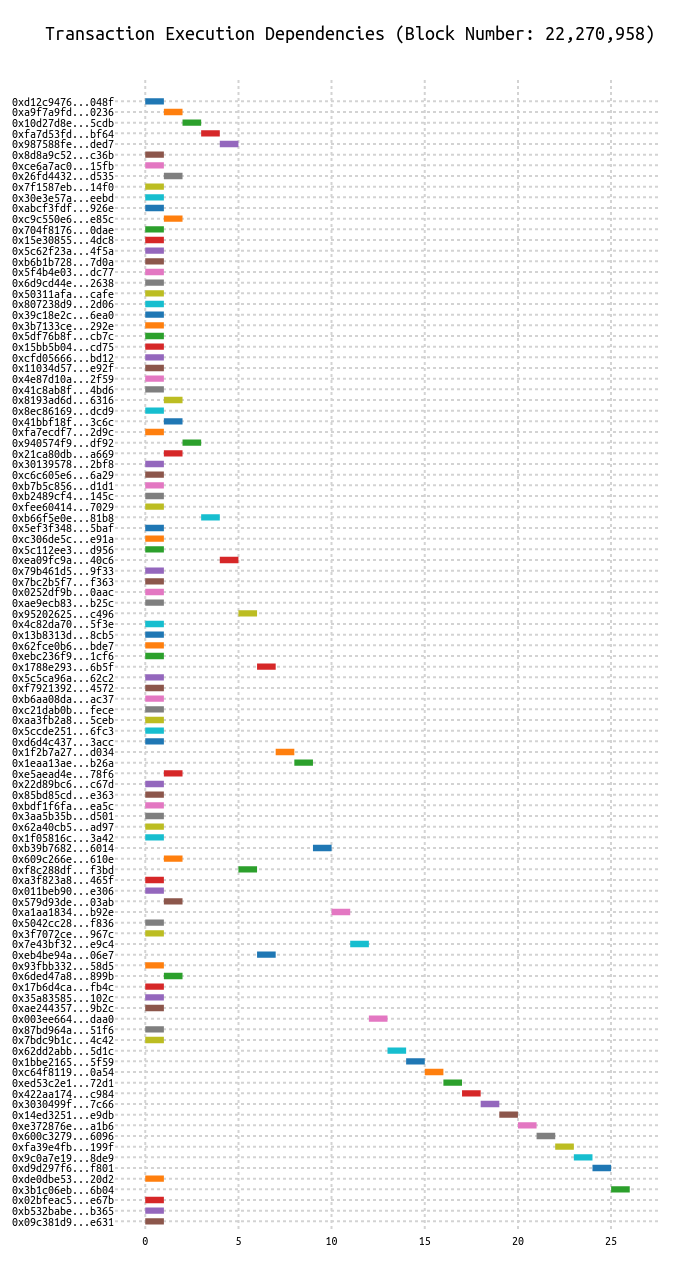 Transaction Execution Dependencies (Block Number: 22,270,958)
0xd12c9476...048f
0xa9f7a9fd...0236
0x10d27d8e...5cdb
0xfa7d53fd...bf64
0x987588fe...ded7
0x8d8a9c52...c36b
0xce6a7ac0...15fb
0x26fd4432...d535
0x7f1587eb...14f0
0x30e3e57a...eebd
0xabcf3fdf...926e
0xc9c550e6...e85c
0x704f8176...0dae
0x15e30855...4dc8
0x5c62f23a...4f5a
0xb6b1b728...7d0a
0x5f4b4e03...dc77
0x6d9cd44e...2638
0x50311afa...cafe
0x807238d9...2d06
0x39c18e2c...6ea0
0x3b7133ce...292e
0x5df76b8f...cb7c
0x15bb5b04...cd75
0xcfd05666...bd12
0x11034d57...e92f
0x4e87d10a...2f59
0x41c8ab8f...4bd6
0x8193ad6d...6316
0x8ec86169...dcd9
0x41bbf18f...3c6c
0xfa7ecdf7...2d9c
0x940574f9...df92
0x21ca80db...a669
0x30139578...2bf8
0xc6c605e6...6a29
0xb7b5c856...d1d1
0xb2489cf4...145c
0xfee60414...7029
0xb66f5e0e...81b8
0x5ef3f348...5baf
0xc306de5c...e91a
0x5c112ee3...d956
0xea09fc9a...40c6
0x79b461d5...9f33
0x7bc2b5f7...f363
0x0252df9b...0aac
0xae9ecb83...b25c
0x95202625...c496
0x4c82da70...5f3e
0x13b8313d...8cb5
0x62fce0b6...bde7
0xebc236f9...1cf6
0x1788e293...6b5f
0x5c5ca96a...62c2
0xf7921392...4572
0xb6aa08da...ac37
0xc21dab0b...fece
0xaa3fb2a8...5ceb
0x5ccde251...6fc3
0xd6d4c437...3acc
0x1f2b7a27...d034
0x1eaa13ae...b26a
0xe5aead4e...78f6
0x22d89bc6...c67d
0x85bd85cd...e363
0xbdf1f6fa...ea5c
0x3aa5b35b...d501
0x62a40cb5...ad97
0x1f05816c...3a42
0xb39b7682...6014
0x609c266e...610e
0xf8c288df...f3bd
0xa3f823a8...465f
0x011beb90...e306
0x579d93de...03ab
0xa1aa1834...b92e
0x5042cc28...f836
0x3f7072ce...967c
0x7e43bf32...e9c4
0xeb4be94a...06e7
0x93fbb332...58d5
0x6ded47a8...899b
0x17b6d4ca...fb4c
0x35a83585...102c
0xae244357...9b2c
0x003ee664...daa0
0x87bd964a...51f6
0x7bdc9b1c...4c42
0x62dd2abb...5d1c
0x1bbe2165...5f59
0xc64f8119...0a54
0xed53c2e1...72d1
0x422aa174...c984
0x3030499f...7c66
0x14ed3251...e9db
0xe372876e...a1b6
0x600c3279...6096
0xfa39e4fb...199f
0x9c0a7e19...8de9
0xd9d297f6...f801
0xde0dbe53...20d2
0x3b1c06eb...6b04
0x02bfeac5...e67b
0xb532babe...b365
0x09c381d9...e631
0 5 10 15 20 25